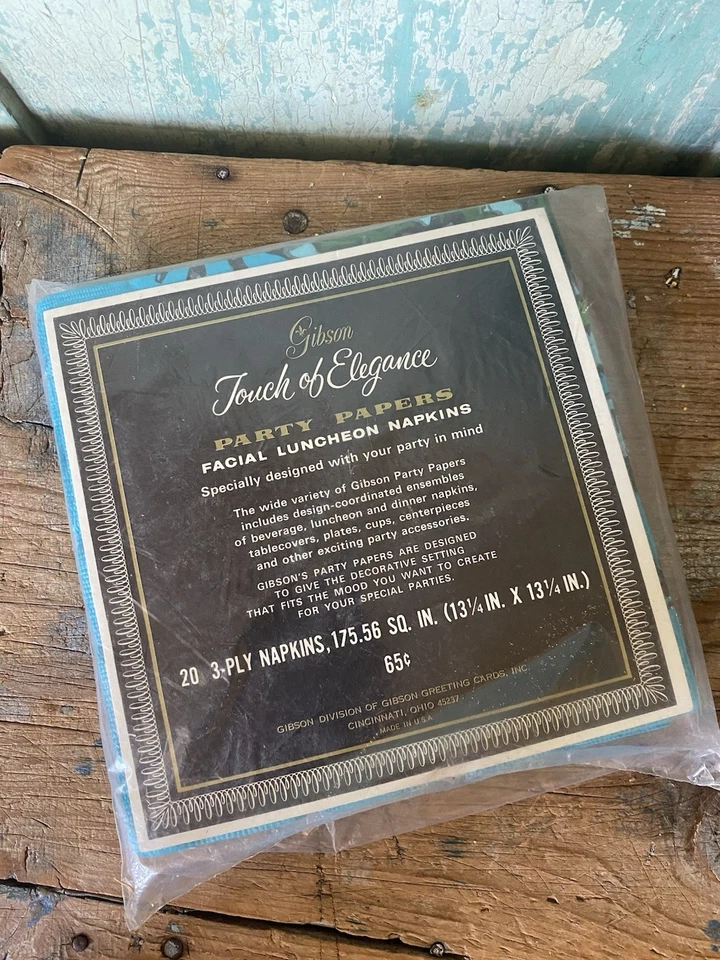 Gibson
Touch of Elegance
PARTY PAPERS
FACIAL LUNCHEON NAPKINS
Specially designed with your party in mind
The wide variety of Gibson Party Papers
includes design-coordinated ensembles
of beverage, luncheon and dinner napkins,
tablecovers, plates, cups, centerpieces
and other exciting party accessories.
GIBSON'S PARTY PAPERS ARE DESIGNED
TO GIVE THE DECORATIVE SETTING
THAT FITS THE MOOD YOU WANT TO CREATE
FOR YOUR SPECIAL PARTIES.
20 3-PLY NAPKINS, 175.56 SQ. IN. (13¼ IN. X 13¼ IN.)
65¢
GIBSON DIVISION OF GIBSON GREETING CARDS, INC.
CINCINNATI, OHIO 45237
MADE IN U.S.A.